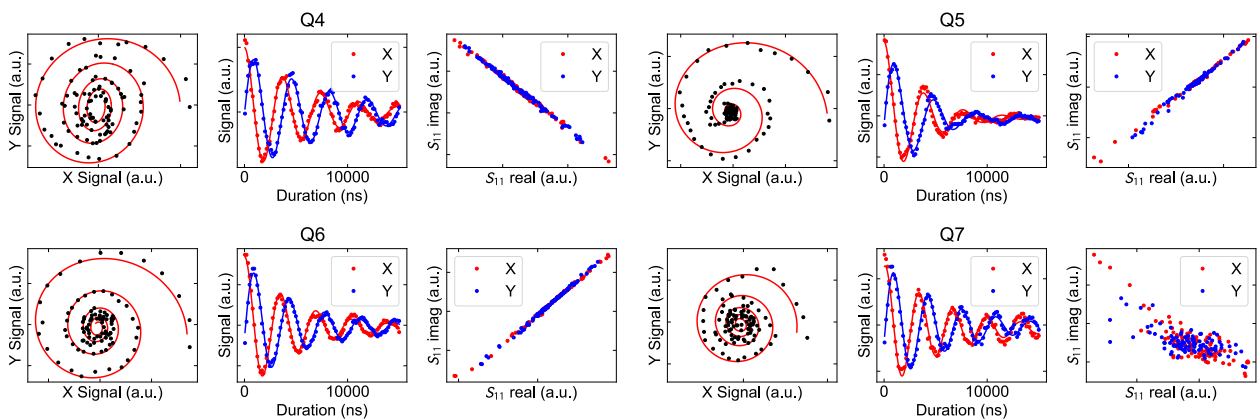 Q4
Y Signal (a.u.)
X Signal (a.u.)
Signal (a.u.)
X
Y
0
10000
Duration (ns)
S11 imag (a.u.)
X
Y
S11 real (a.u.)
Q5
Y Signal (a.u.)
X Signal (a.u.)
Signal (a.u.)
X
Y
0
10000
Duration (ns)
S11 imag (a.u.)
X
Y
S11 real (a.u.)
Q6
Y Signal (a.u.)
X Signal (a.u.)
Signal (a.u.)
X
Y
0
10000
Duration (ns)
S11 imag (a.u.)
X
Y
S11 real (a.u.)
Q7
Y Signal (a.u.)
X Signal (a.u.)
Signal (a.u.)
X
Y
0
10000
Duration (ns)
S11 imag (a.u.)
X
Y
S11 real (a.u.)